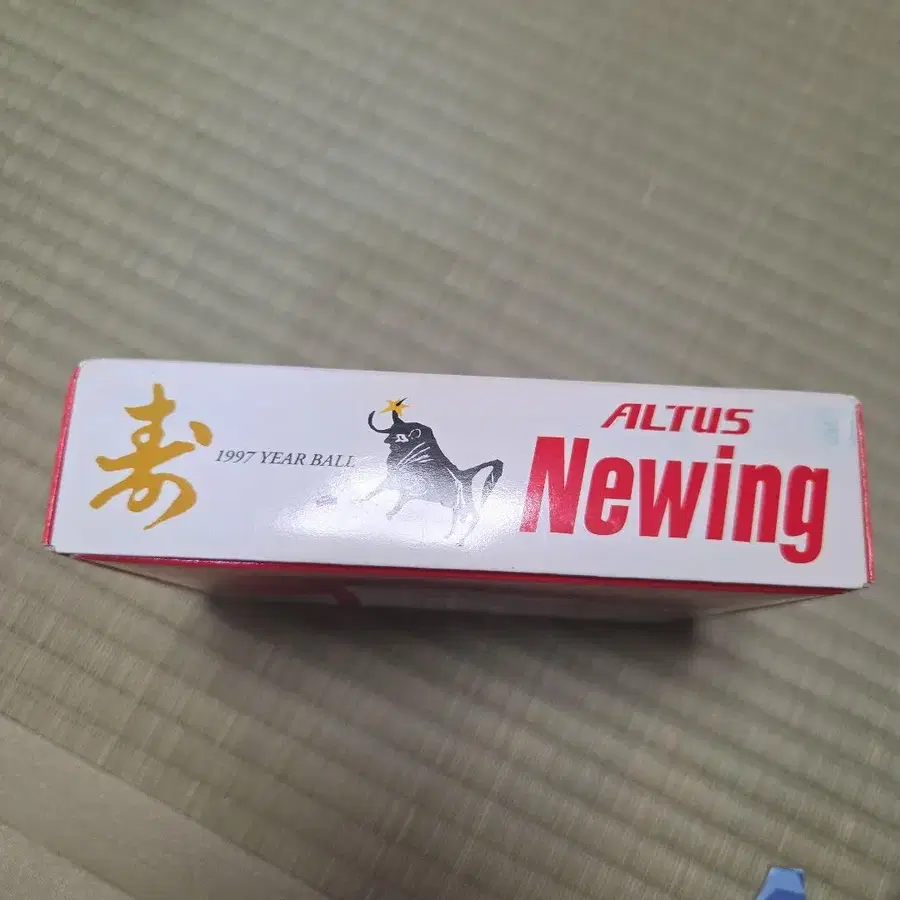 寿
1997 YEAR BALL
ALTUS
Newing